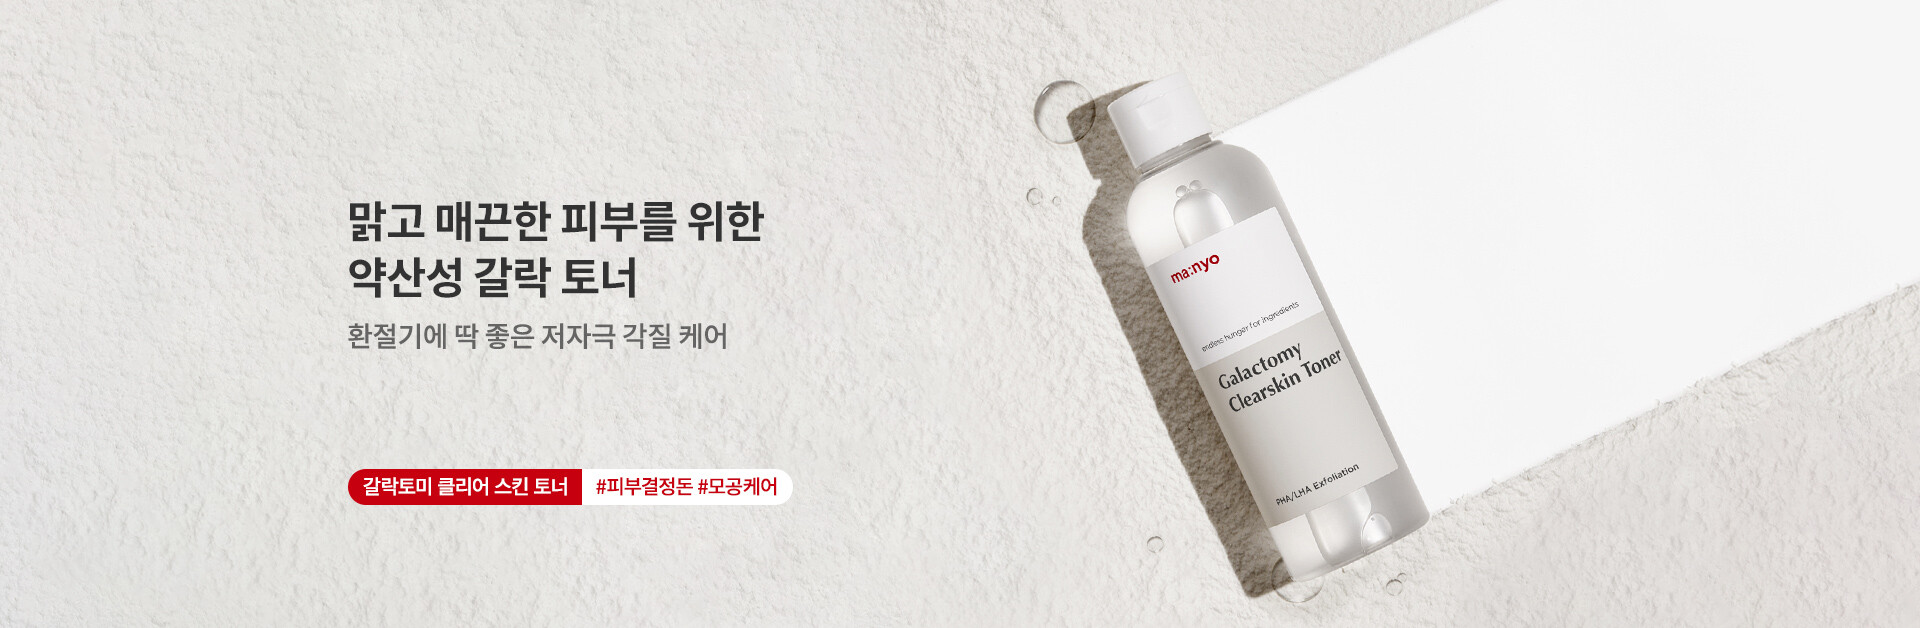 맑고 매끈한 피부를 위한
약산성 갈락 토너
환절기에 딱 좋은 저자극 각질 케어
갈락토미 클리어 스킨 토너 #피부결정돈 #모공케어
ma:nyo
endless hunger for ingredients
Galactomy
Clearskin Toner
PHA/LHA Exfoliation